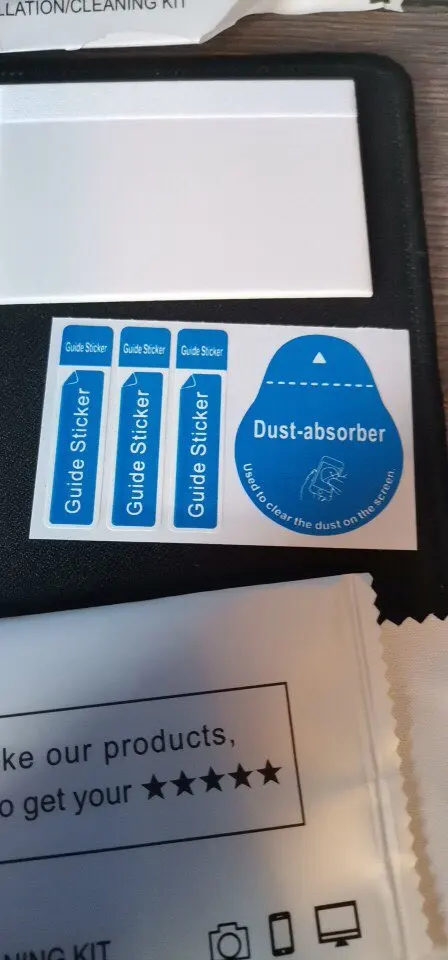 LLATION/CLEANING KIT
Guide Sticker
Guide Sticker
Guide Sticker
Guide Sticker
Guide Sticker
Guide Sticker
Dust-absorber
Used to clear the dust on the screen
ke our products,
o get your ★★★★★
NING KIT